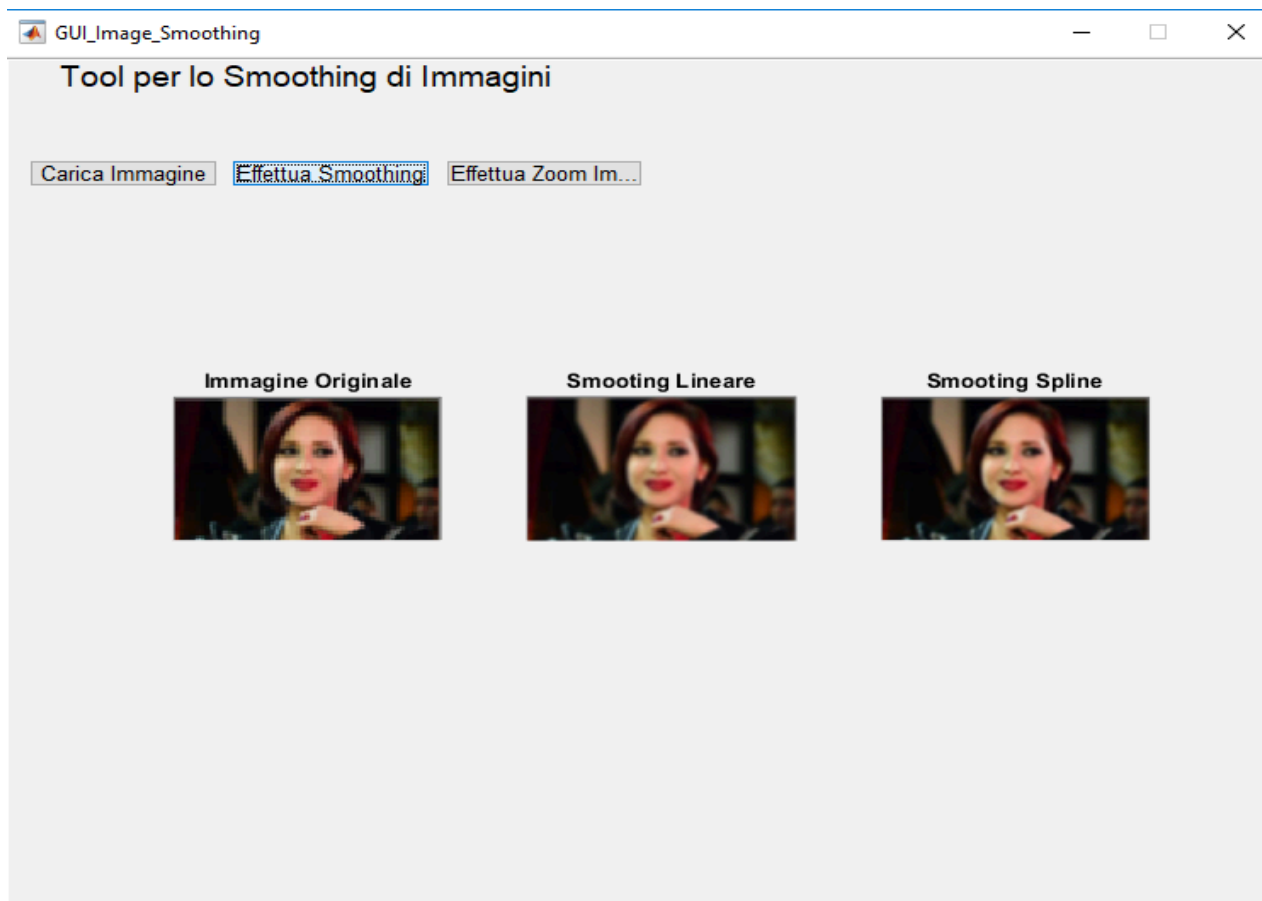 GUI_Image_Smoothing
Tool per lo Smoothing di Immagini
Carica Immagine Effettua Smoothing Effettua Zoom Im...
Immagine Originale Smooting Lineare Smooting Spline